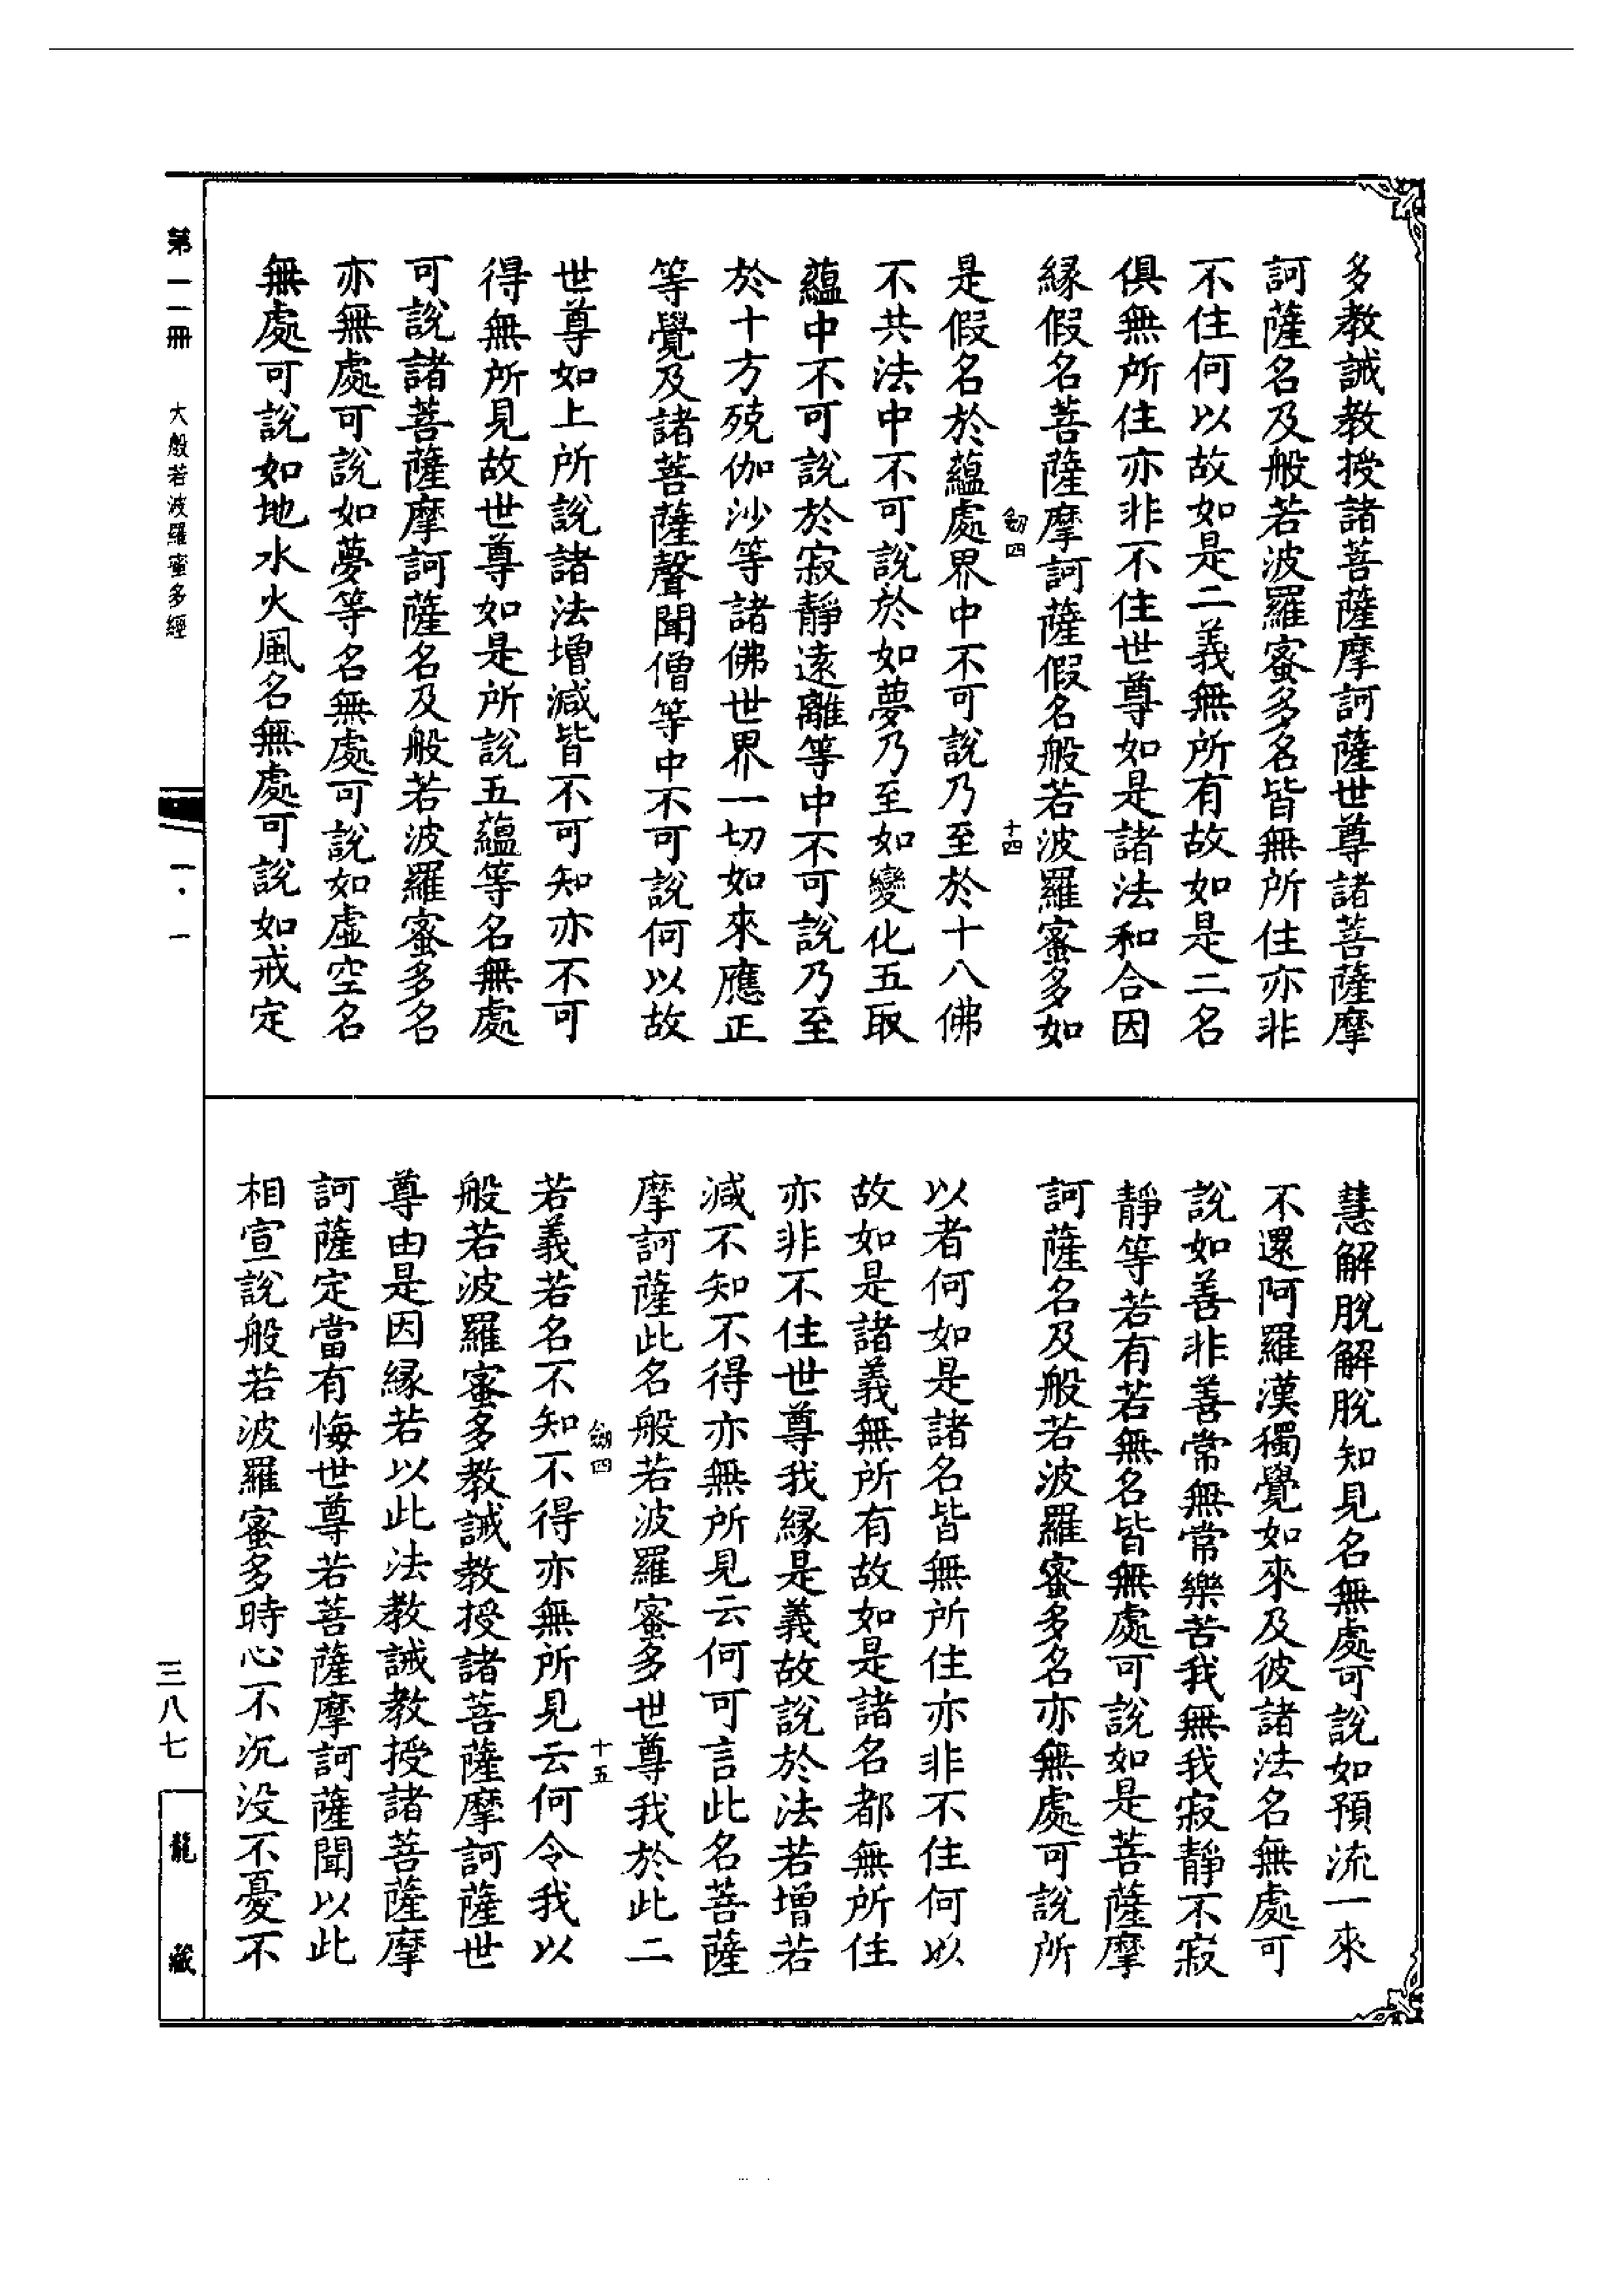 多教誡教授諸菩薩摩訶薩世尊諸菩薩摩
訶薩名及般若波羅蜜多名皆無所住亦非
不住何以故如是二義無所有故如是二名
俱無所住亦非不住世尊如是諸法和合因
緣假名菩薩摩訶薩假名般若波羅蜜多如
劒四
十四
是假名於蘊處界中不可說乃至於十八佛
不共法中不可說於如夢乃至如變化五取
蘊中不可說於寂靜遠離等中不可說乃至
於十方殑伽沙等諸佛世界一切如來應正
等覺及諸菩薩聲聞僧等中不可說何以故
世尊如上所說諸法增減皆不可知亦不可
得無所見故世尊如是所說五蘊等名無處
可說諸菩薩摩訶薩名及般若波羅蜜多名
亦無處可說如夢等名無處可說如虛空名
無處可說如地水火風名無處可說如戒定
慧解脫解脫知見名無處可說如預流一來
不還阿羅漢獨覺如來及彼諸法名無處可
說如善非善常無常樂苦我無我寂靜不寂
靜等若有若無名皆無處可說如是菩薩摩
訶薩名及般若波羅蜜多名亦無處可說所
以者何如是諸名皆無所住亦非不住何以
故如是諸義無所有故如是諸名都無所住
亦非不住世尊我緣是義故說於法若增若
減不知不得亦無所見云何可言此名菩薩
摩訶薩此名般若波羅蜜多世尊我於此二
劒四
十五
若義若名不知不得亦無所見云何令我以
般若波羅蜜多教誡教授諸菩薩摩訶薩世
尊由是因緣若以此法教誡教授諸菩薩摩
訶薩定當有悔世尊若菩薩摩訶薩聞以此
相宣說般若波羅蜜多時心不沉没不憂不
第一一冊
大般若波羅蜜多經
一·一
三八七
龍藏